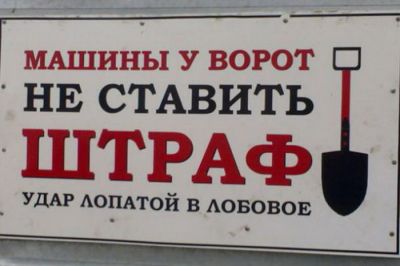 МАШИНЫ У ВОРОТ
НЕ СТАВИТЬ
ШТРАФ
УДАР ЛОПАТОЙ В ЛОБОВОЕ